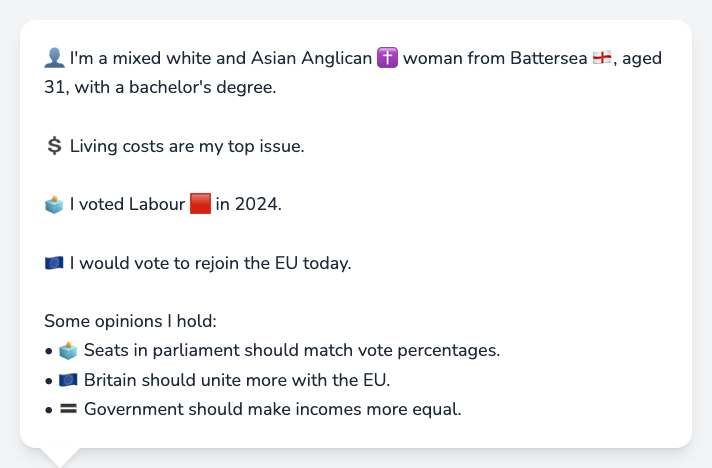 👤 I'm a mixed white and Asian Anglican ✝️ woman from Battersea 🏴󠁧󠁢󠁥󠁮󠁧󠁿, aged
31, with a bachelor's degree.
💲 Living costs are my top issue.
🗳️ I voted Labour 🟥 in 2024.
🇪🇺 I would vote to rejoin the EU today.
Some opinions I hold:
• 🗳️ Seats in parliament should match vote percentages.
• 🇪🇺 Britain should unite more with the EU.
• 🟰 Government should make incomes more equal.